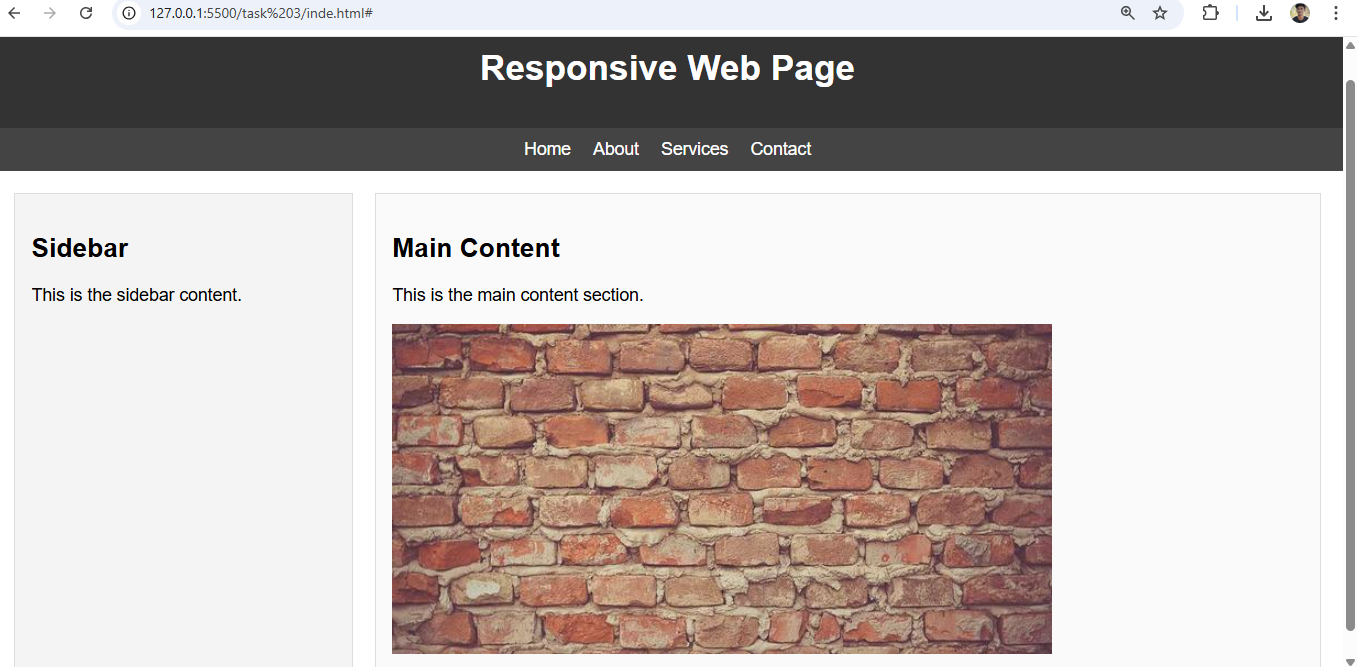 127.0.0.1:5500/task%203/inde.html#
Responsive Web Page
Home About Services Contact
Sidebar
This is the sidebar content.
Main Content
This is the main content section.